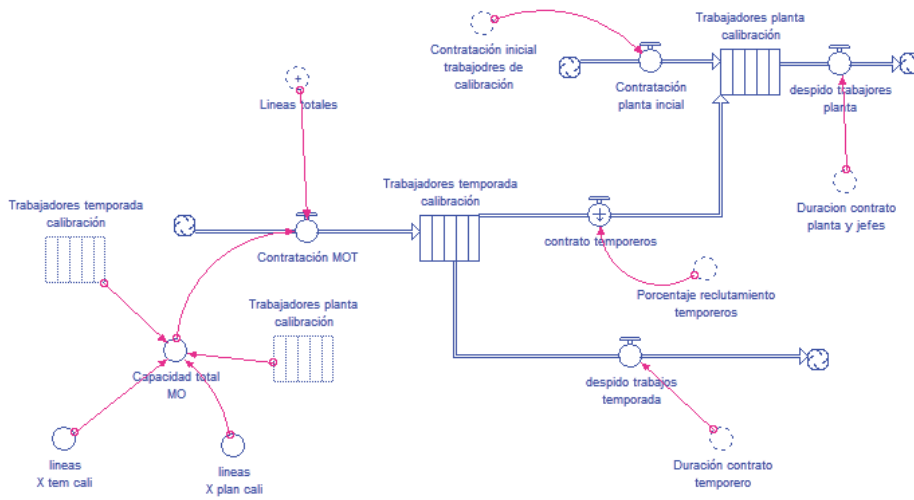 Trabajadores planta
calibración
Contratación inicial
trabajodres de
calibración
Contratación
planta incial
despido trabajores
planta
Lineas totales
Trabajadores temporada
calibración
Duracion contrato
planta y jefes
Trabajadores temporada
calibración
Contratación MOT
contrato temporeros
Porcentaje reclutamiento
temporeros
Trabajadores planta
calibración
Capacidad total
MO
despido trabajos
temporada
lineas
X tem cali
lineas
X plan cali
Duración contrato
temporero